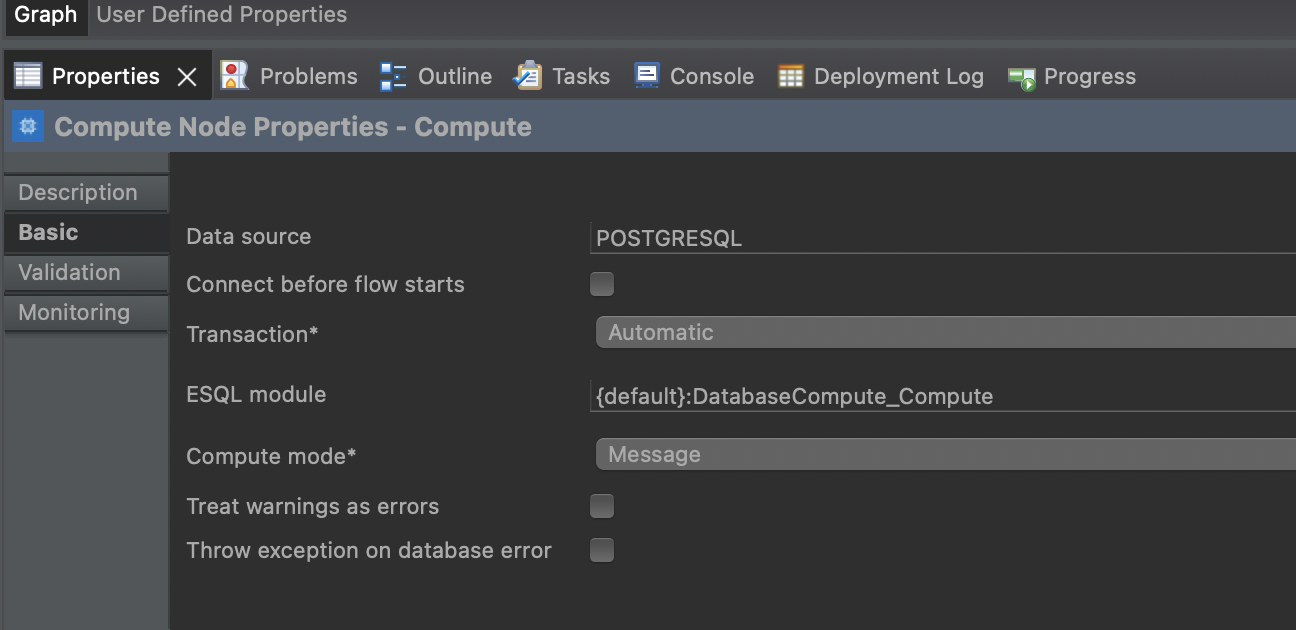 Graph User Defined Properties
Properties Problems Outline Tasks Console Deployment Log Progress
Compute Node Properties - Compute
Description
Basic
Validation
Monitoring
Data source POSTGRESQL
Connect before flow starts
Transaction* Automatic
ESQL module {default}:DatabaseCompute_Compute
Compute mode* Message
Treat warnings as errors
Throw exception on database error